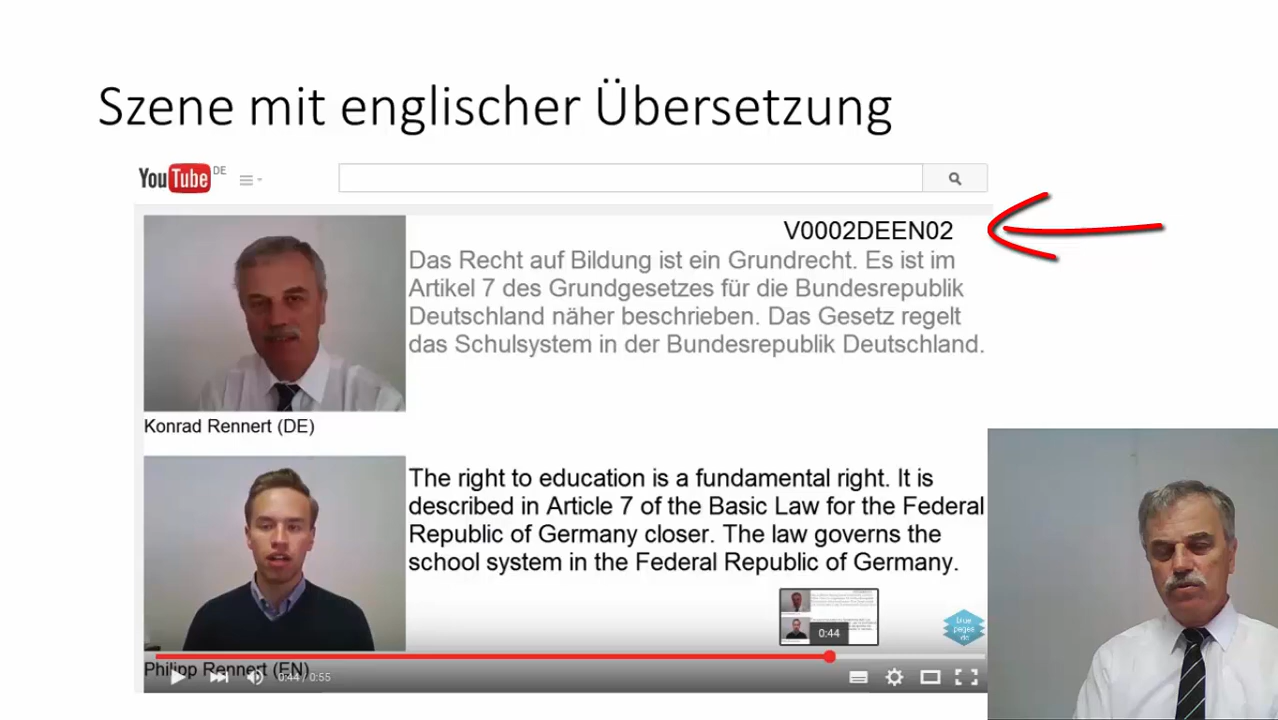 Szene mit englischer Übersetzung
YouTube DE
V0002DEEN02
Das Recht auf Bildung ist ein Grundrecht. Es ist im
Artikel 7 des Grundgesetzes für die Bundesrepublik
Deutschland näher beschrieben. Das Gesetz regelt
das Schulsystem in der Bundesrepublik Deutschland.
Konrad Rennert (DE)
The right to education is a fundamental right. It is
described in Article 7 of the Basic Law for the Federal
Republic of Germany closer. The law governs the
school system in the Federal Republic of Germany.
0:44
blue
pages
de
Philipp Rennert (EN)
0:44 / 0:55